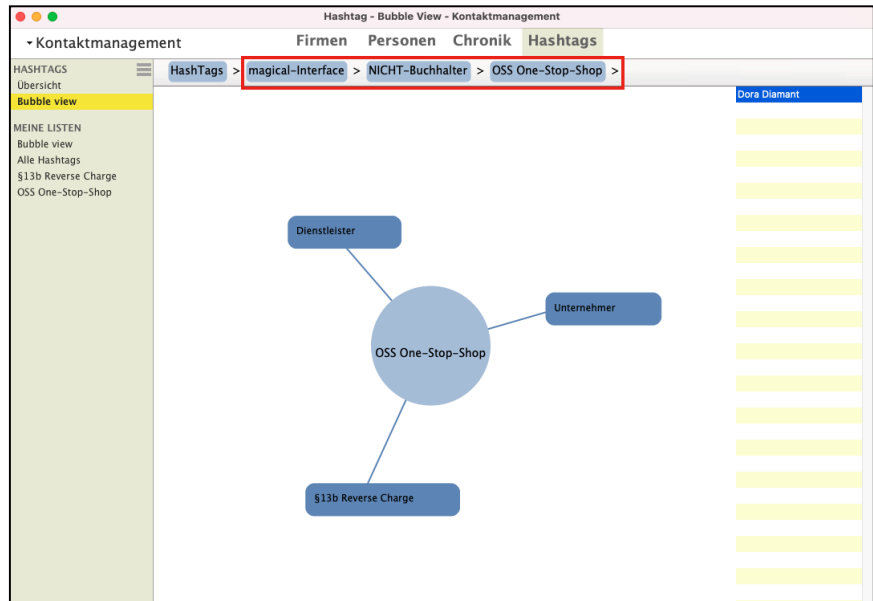 Hashtag - Bubble View - Kontaktmanagement
Kontaktmanagement
Firmen Personen Chronik Hashtags
HashTags > magical-Interface > NICHT-Buchhalter > OSS One-Stop-Shop >
HASHTAGS
Übersicht
Bubble view
MEINE LISTEN
Bubble view
Alle Hashtags
§13b Reverse Charge
OSS One-Stop-Shop
Dienstleister
Unternehmer
OSS One-Stop-Shop
§13b Reverse Charge
Dora Diamant